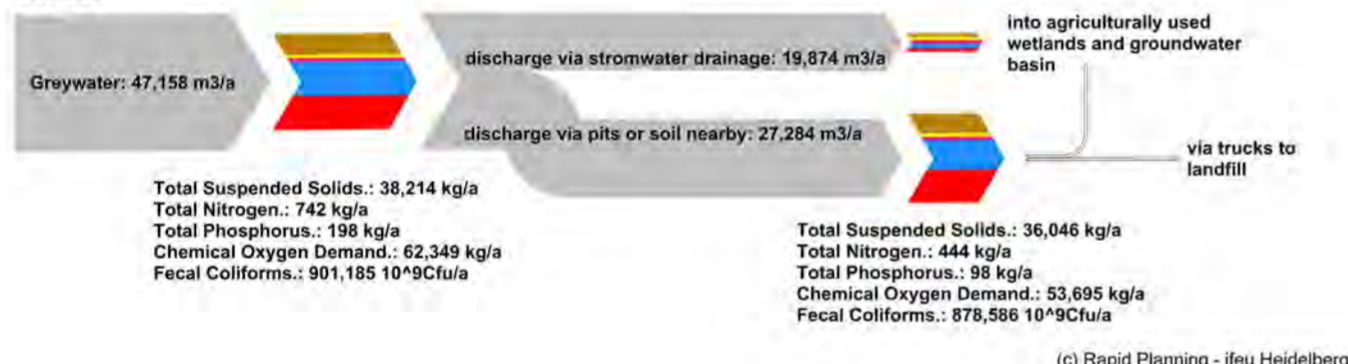 Greywater: 47,158 m3/a
discharge via stromwater drainage: 19,874 m3/a
into agriculturally used
wetlands and groundwater
basin
discharge via pits or soil nearby: 27,284 m3/a
via trucks to
landfill
Total Suspended Solids.: 38,214 kg/a
Total Nitrogen.: 742 kg/a
Total Phosphorus.: 198 kg/a
Chemical Oxygen Demand.: 62,349 kg/a
Fecal Coliforms.: 901,185 10^9Cfu/a
Total Suspended Solids.: 36,046 kg/a
Total Nitrogen.: 444 kg/a
Total Phosphorus.: 98 kg/a
Chemical Oxygen Demand.: 53,695 kg/a
Fecal Coliforms.: 878,586 10^9Cfu/a
(c) Rapid Planning - ifeu Heidelberg